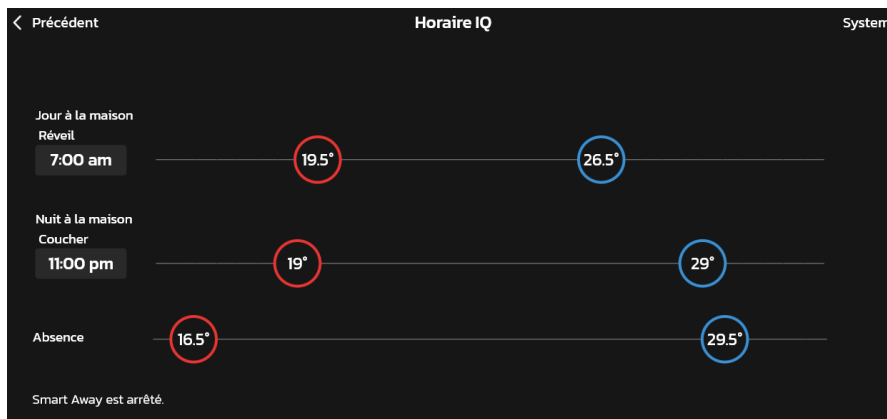 Précédent
Horaire IQ
System
Jour à la maison
Réveil
7:00 am
19.5°
26.5°
Nuit à la maison
Coucher
11:00 pm
19°
29°
Absence
16.5°
29.5°
Smart Away est arrêté.